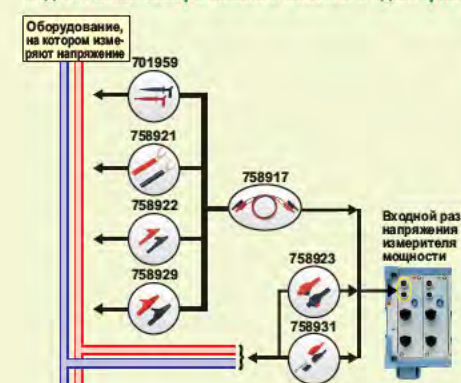 Оборудование,
на котором изме-
ряют напряжение
701959
758921
758917
758922
Входной раз
напряжения
измерителя
мощности
758923
758929
758931